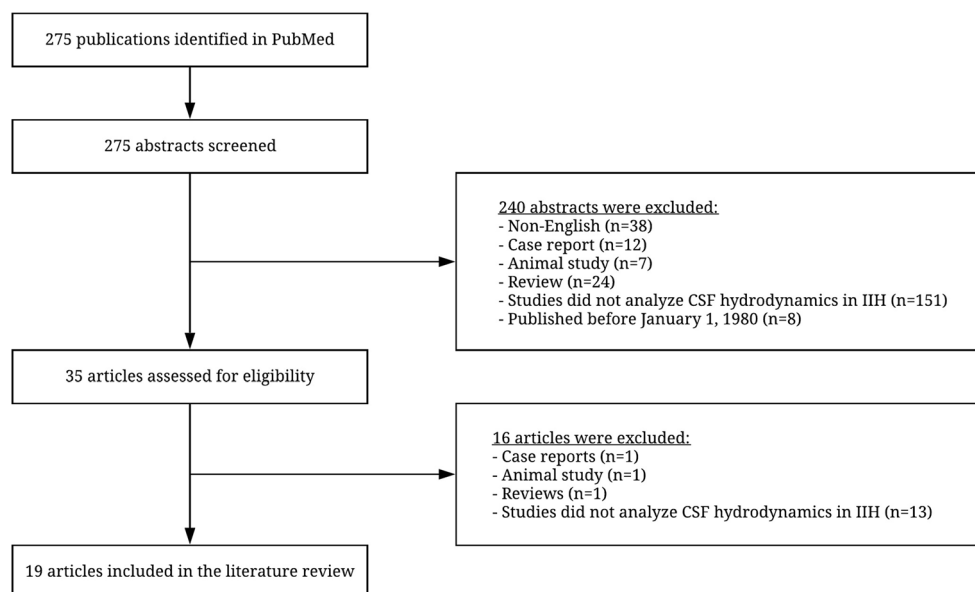 275 publications identified in PubMed
275 abstracts screened
240 abstracts were excluded:
- Non-English (n=38)
- Case report (n=12)
- Animal study (n=7)
- Review (n=24)
- Studies did not analyze CSF hydrodynamics in IIH (n=151)
- Published before January 1, 1980 (n=8)
35 articles assessed for eligibility
16 articles were excluded:
- Case reports (n=1)
- Animal study (n=1)
- Reviews (n=1)
- Studies did not analyze CSF hydrodynamics in IIH (n=13)
19 articles included in the literature review